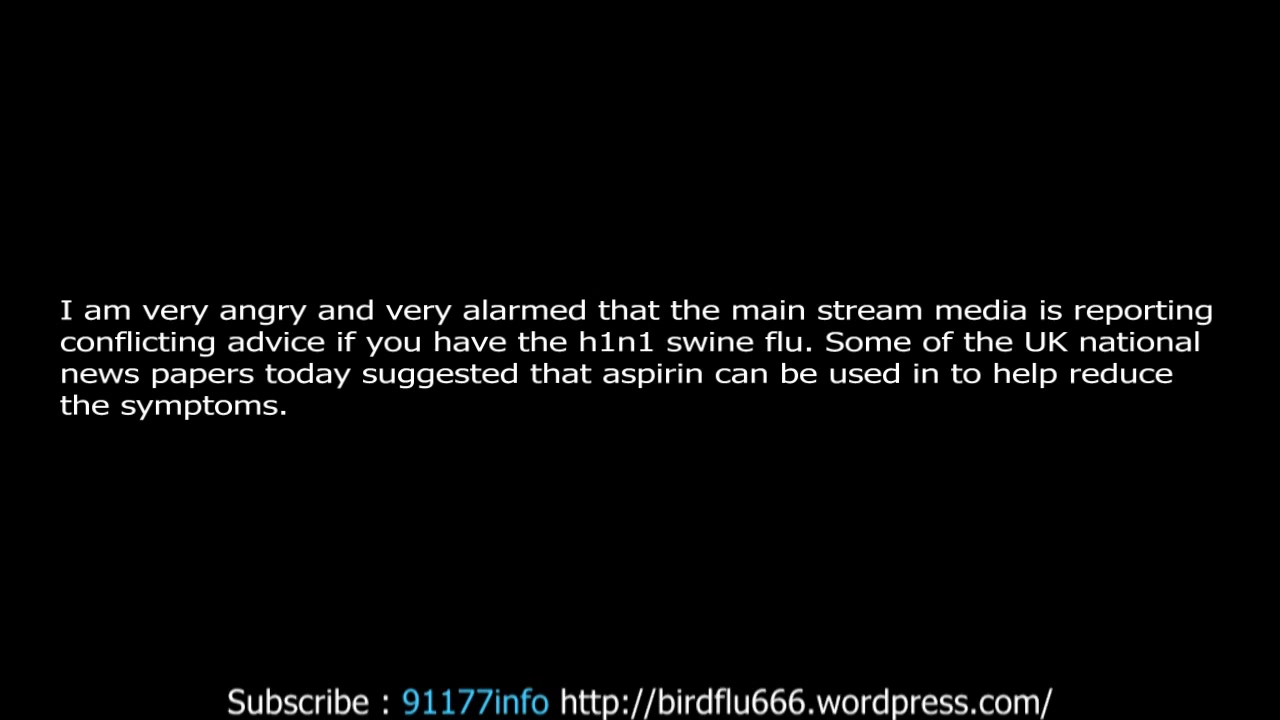 I am very angry and very alarmed that the main stream media is reporting
conflicting advice if you have the h1n1 swine flu. Some of the UK national
news papers today suggested that aspirin can be used in to help reduce
the symptoms.
Subscribe : 91177info http://birdflu666.wordpress.com/